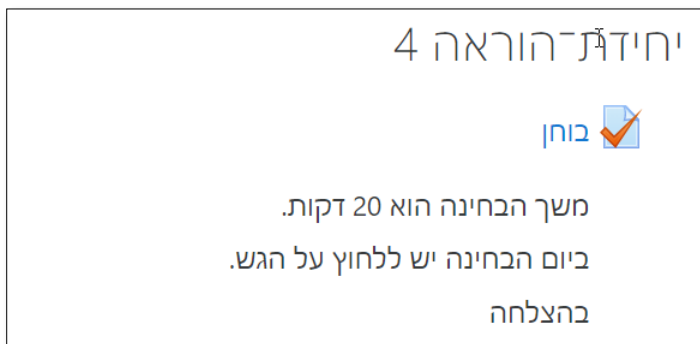 יחידת־הוראה 4
בוחן
משך הבחינה הוא 20 דקות.
ביום הבחינה יש ללחוץ על הגש.
בהצלחה